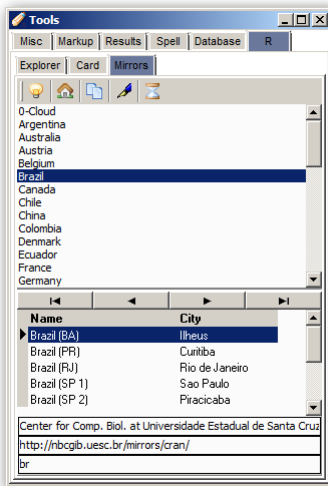 Tools
Misc Markup Results Spell Database R
Explorer Card Mirrors
0-Cloud
Argentina
Australia
Austria
Belgium
Brazil
Canada
Chile
China
Colombia
Denmark
Ecuador
France
Germany
Name City
Brazil (BA) Ilheus
Brazil (PR) Curitiba
Brazil (RJ) Rio de Janeiro
Brazil (SP 1) Sao Paulo
Brazil (SP 2) Piracicaba
Center for Comp. Biol. at Universidade Estadual de Santa Cruz
http://nbcgib.uesc.br/mirrors/cran/
br